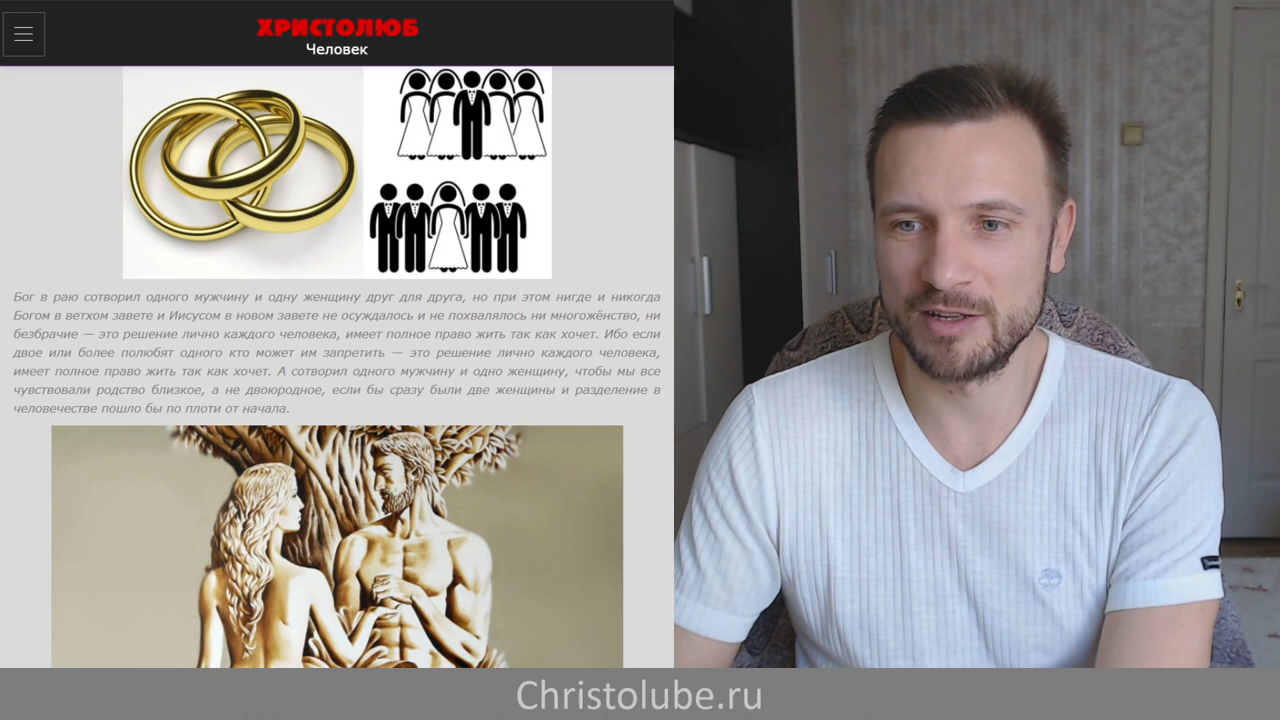 ХРИСТОЛЮБ
Человек
Бог в раю сотворил одного мужчину и одну женщину друг для друга, но при этом нигде и никогда
Богом в ветхом завете и Иисусом в новом завете не осуждалось и не похвалялось ни многожёнство, ни
безбрачие — это решение лично каждого человека, имеет полное право жить так как хочет. Ибо если
двое или более полюбят одного кто может им запретить — это решение лично каждого человека,
имеет полное право жить так как хочет. А сотворил одного мужчину и одно женщину, чтобы мы все
чувствовали родство близкое, а не двоюродное, если бы сразу были две женщины и разделение в
человечестве пошло бы по плоти от начала.
Christolube.ru